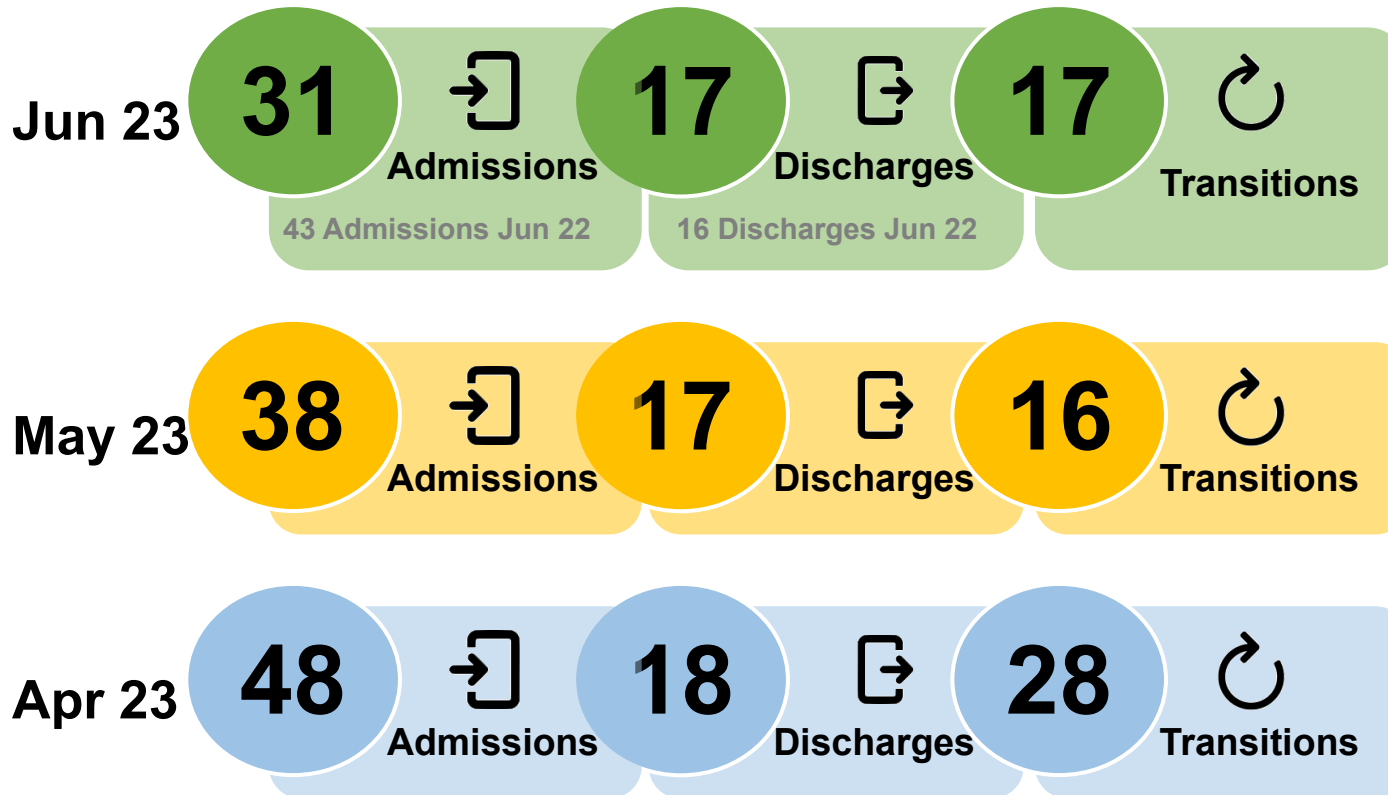 Jun 23
31
Admissions
43 Admissions Jun 22
17
Discharges
16 Discharges Jun 22
17
Transitions
May 23
38
Admissions
17
Discharges
16
Transitions
Apr 23
48
Admissions
18
Discharges
28
Transitions